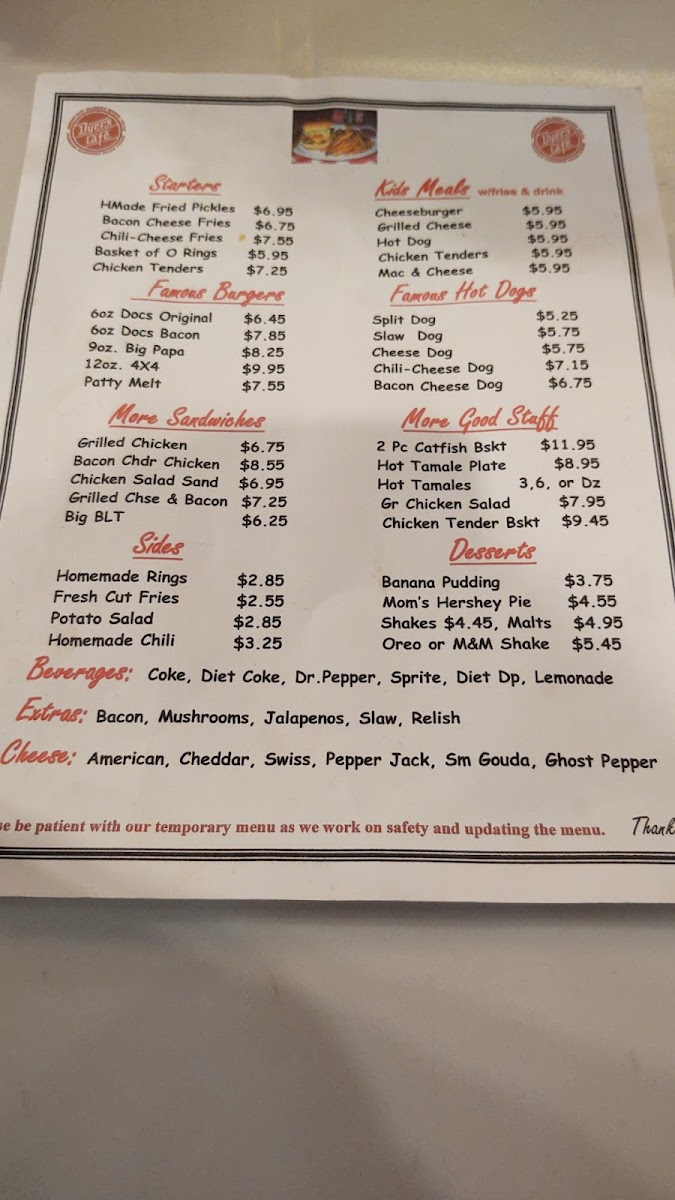 Dyer's
Cafe
Dyer's
Cafe
Starters
HMade Fried Pickles $6.95
Bacon Cheese Fries $6.75
Chili-Cheese Fries $7.55
Basket of O Rings $5.95
Chicken Tenders $7.25
Famous Burgers
6oz Docs Original $6.45
6oz Docs Bacon $7.85
9oz. Big Papa $8.25
12oz. 4X4 $9.95
Patty Melt $7.55
More Sandwiches
Grilled Chicken $6.75
Bacon Chdr Chicken $8.55
Chicken Salad Sand $6.95
Grilled Chse & Bacon $7.25
Big BLT $6.25
Sides
Homemade Rings $2.85
Fresh Cut Fries $2.55
Potato Salad $2.85
Homemade Chili $3.25
Kids Meals w/fries & drink
Cheeseburger $5.95
Grilled Cheese $5.95
Hot Dog $5.95
Chicken Tenders $5.95
Mac & Cheese $5.95
Famous Hot Dogs
Split Dog $5.25
Slaw Dog $5.75
Cheese Dog $5.75
Chili-Cheese Dog $7.15
Bacon Cheese Dog $6.75
More Good Stuff
2 Pc Catfish Bskt $11.95
Hot Tamale Plate $8.95
Hot Tamales 3,6, or Dz
Gr Chicken Salad $7.95
Chicken Tender Bskt $9.45
Desserts
Banana Pudding $3.75
Mom's Hershey Pie $4.55
Shakes $4.45, Malts $4.95
Oreo or M&M Shake $5.45
Beverages: Coke, Diet Coke, Dr.Pepper, Sprite, Diet Dp, Lemonade
Extras: Bacon, Mushrooms, Jalapenos, Slaw, Relish
Cheese: American, Cheddar, Swiss, Pepper Jack, Sm Gouda, Ghost Pepper
se be patient with our temporary menu as we work on safety and updating the menu. Thank